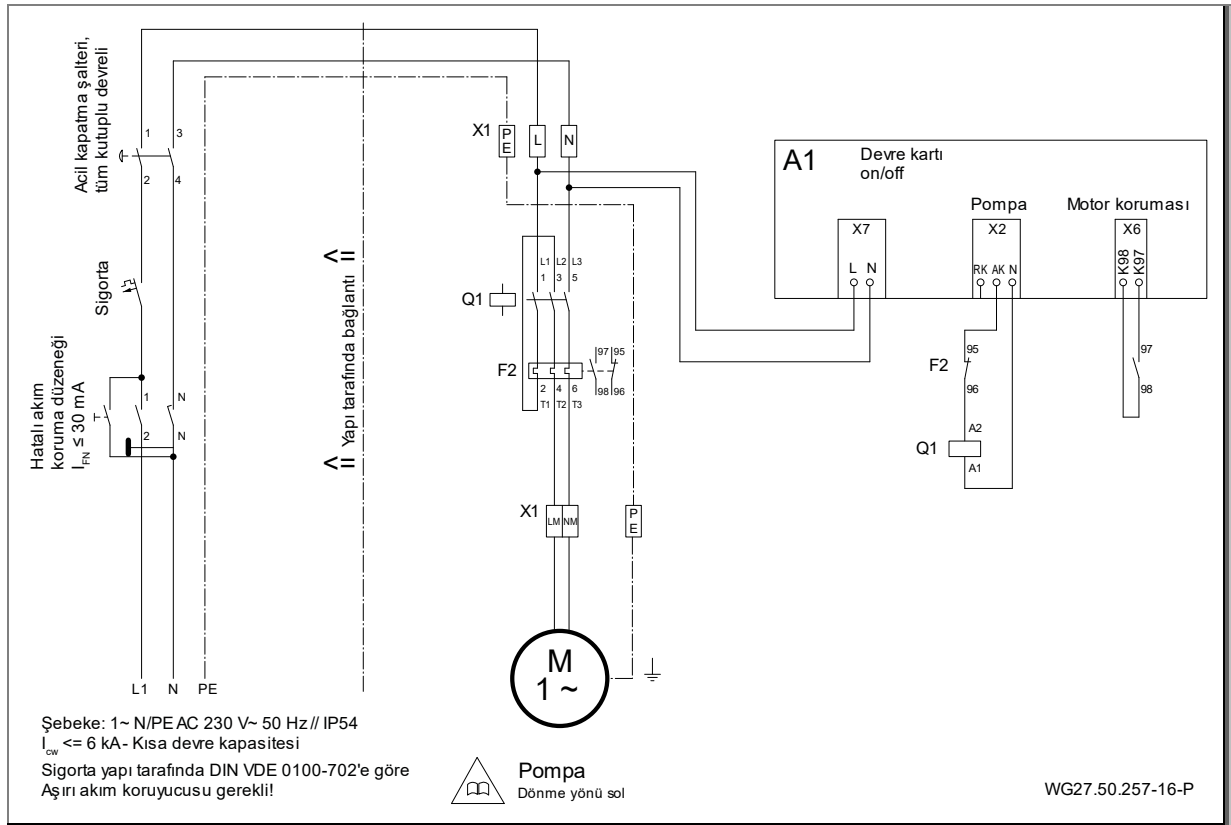 Acil kapatma şalteri,
tüm kutuplu devreli
1 3
2 4
Sigorta
Hatalı akım
koruma düzeneği
I_FN ≤ 30 mA
1 N
2 N
L1 N PE
<= Yapı tarafında bağlantı <=
X1 PE L N
L1 L2 L3
1 3 5
Q1
F2
97 95
98 96
2 4 6
T1 T2 T3
X1 LM NM PE
M
1 ~
A1
Devre kartı
on/off
Pompa
Motor koruması
X7
L N
X2
RK AK N
X6
K98 K97
F2
95
96
Q1
A2
A1
97
98
Şebeke: 1~ N/PE AC 230 V~ 50 Hz // IP54
I_cw <= 6 kA - Kısa devre kapasitesi
Sigorta yapı tarafında DIN VDE 0100-702'e göre
Aşırı akım koruyucusu gerekli!
Pompa
Dönme yönü sol
WG27.50.257-16-P